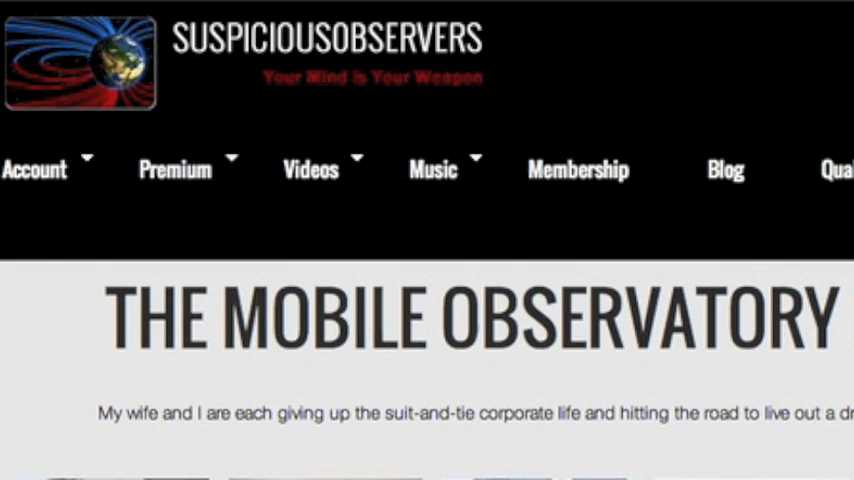 SUSPICIOUSOBSERVERS
Your Mind Is Your Weapon
Account Premium Videos Music Membership Blog
THE MOBILE OBSERVATORY
My wife and I are each giving up the suit-and-tie corporate life and hitting the road to live out a